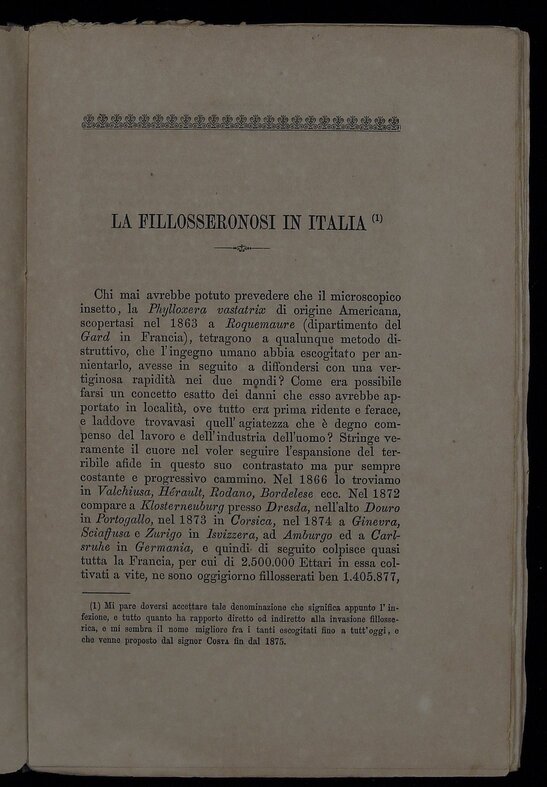 LA FILLOSSERONOSI IN ITALIA (1)
Chi mai avrebbe potuto prevedere che il microscopico
insetto, la Phylloxera vastatrix di origine Americana,
scopertasi nel 1863 a Roquemaure (dipartimento del
Gard in Francia), tetragono a qualunque metodo di-
struttivo, che l'ingegno umano abbia escogitato per an-
nientarlo, avesse in seguito a diffondersi con una ver-
tiginosa rapidità nei due mondi? Come era possibile
farsi un concetto esatto dei danni che esso avrebbe ap-
portato in località, ove tutto era prima ridente e ferace,
e laddove trovavasi quell'agiatezza che è degno com-
penso del lavoro e dell'industria dell'uomo? Stringe ve-
ramente il cuore nel voler seguire l'espansione del ter-
ribile afide in questo suo contrastato ma pur sempre
costante e progressivo cammino. Nel 1866 lo troviamo
in Valchiusa, Hérault, Rodano, Bordelese ecc. Nel 1872
compare a Klosterneuburg presso Dresda, nell'alto Douro
in Portogallo, nel 1873 in Corsica, nel 1874 a Ginevra,
Sciaffusa e Zurigo in Isvizzera, ad Amburgo ed a Carl-
sruhe in Germania, e quindi di seguito colpisce quasi
tutta la Francia, per cui di 2.500.000 Ettari in essa col-
tivati a vite, ne sono oggigiorno fillosserati ben 1.405.877,
(1) Mi pare doversi accettare tale denominazione che significa appunto l'in-
fezione, e tutto quanto ha rapporto diretto od indiretto alla invasione fillosse-
rica, e mi sembra il nome migliore fra i tanti escogitati fino a tutt'oggi, e
che venne proposto dal signor COSTA fin dal 1875.